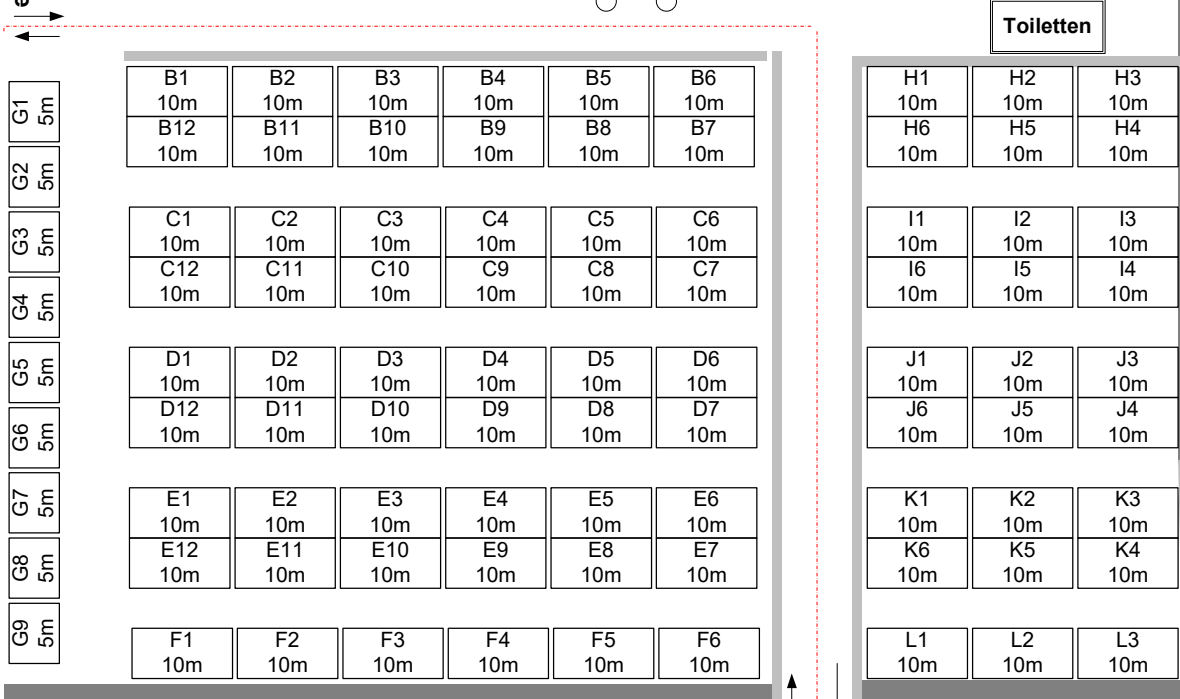 e
Toiletten
B1 B2 B3 B4 B5 B6 H1 H2 H3
10m 10m 10m 10m 10m 10m 10m 10m 10m
B12 B11 B10 B9 B8 B7 H6 H5 H4
10m 10m 10m 10m 10m 10m 10m 10m 10m
C1 C2 C3 C4 C5 C6 I1 I2 I3
10m 10m 10m 10m 10m 10m 10m 10m 10m
C12 C11 C10 C9 C8 C7 I6 I5 I4
10m 10m 10m 10m 10m 10m 10m 10m 10m
D1 D2 D3 D4 D5 D6 J1 J2 J3
10m 10m 10m 10m 10m 10m 10m 10m 10m
D12 D11 D10 D9 D8 D7 J6 J5 J4
10m 10m 10m 10m 10m 10m 10m 10m 10m
E1 E2 E3 E4 E5 E6 K1 K2 K3
10m 10m 10m 10m 10m 10m 10m 10m 10m
E12 E11 E10 E9 E8 E7 K6 K5 K4
10m 10m 10m 10m 10m 10m 10m 10m 10m
F1 F2 F3 F4 F5 F6 L1 L2 L3
10m 10m 10m 10m 10m 10m 10m 10m 10m
G1
5m
G2
5m
G3
5m
G4
5m
G5
5m
G6
5m
G7
5m
G8
5m
G9
5m